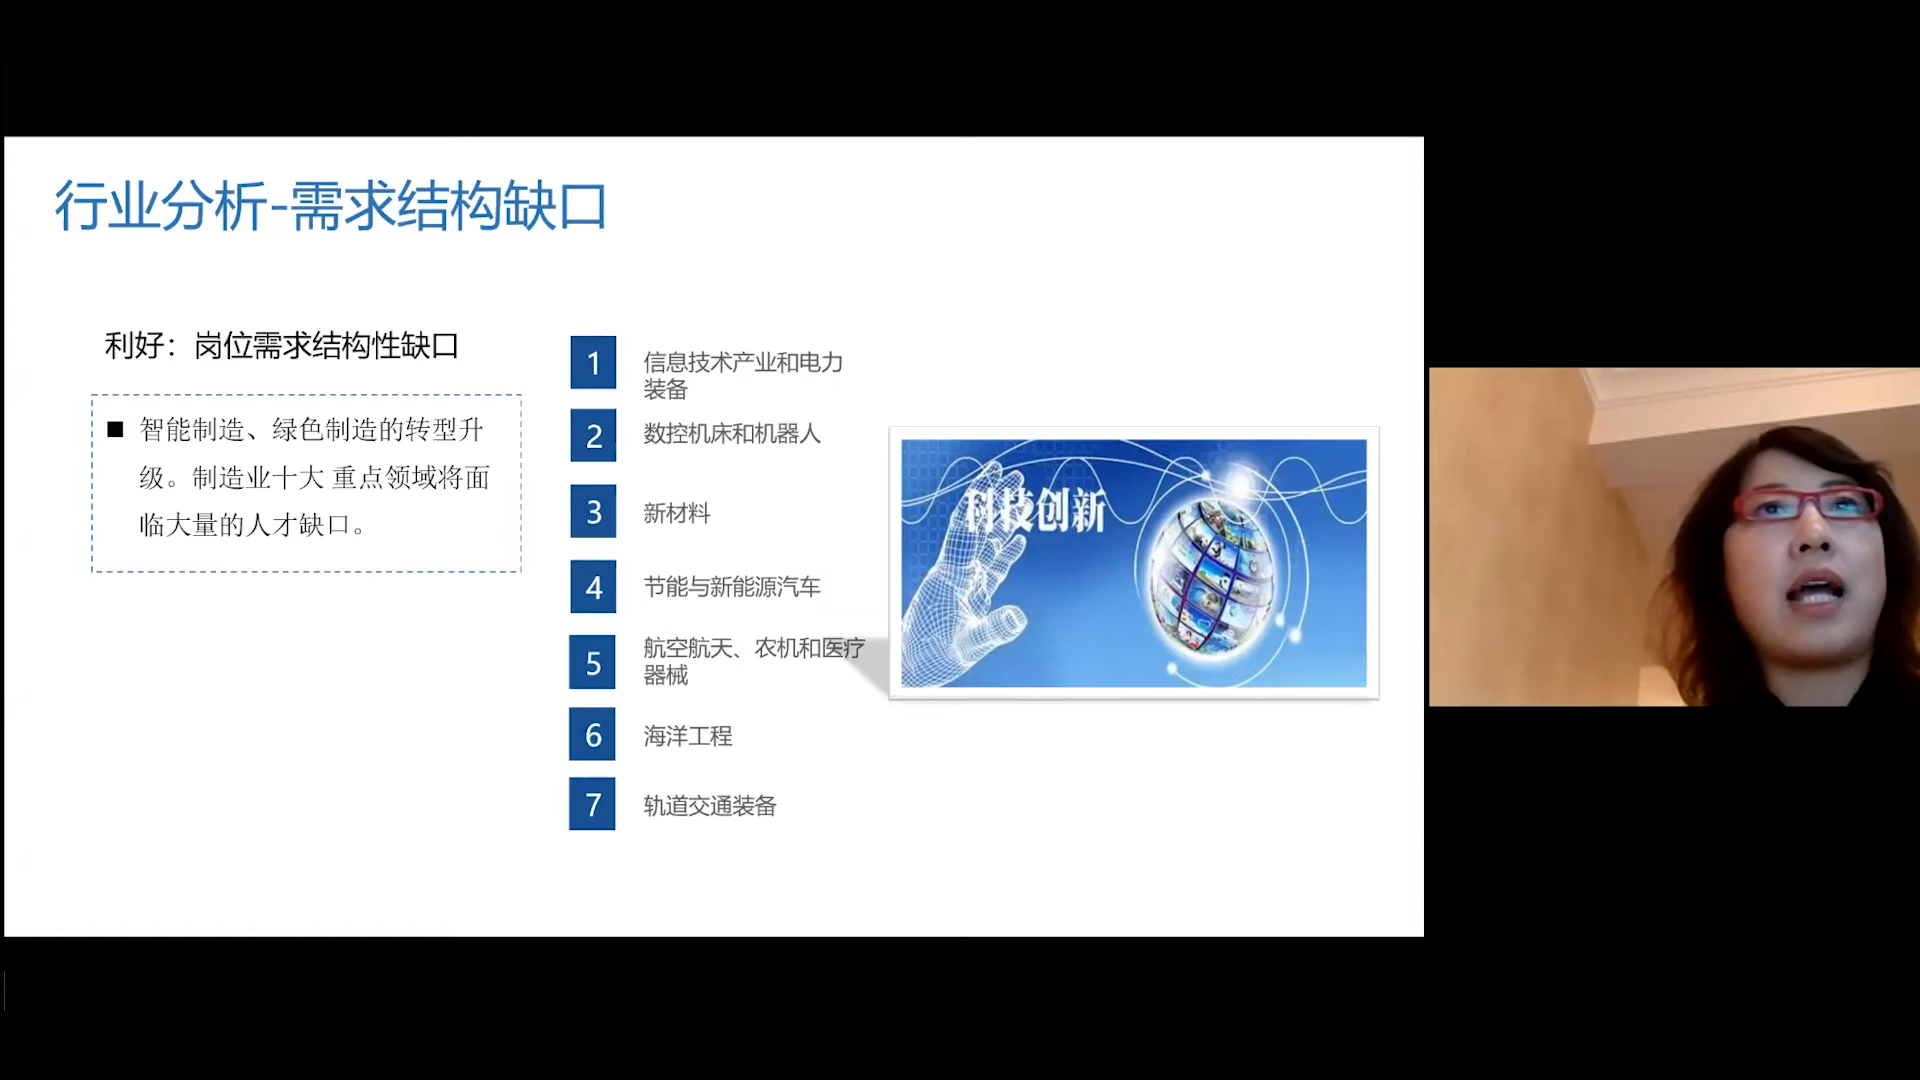 行业分析-需求结构缺口
利好：岗位需求结构性缺口
■ 智能制造、绿色制造的转型升
级。制造业十大 重点领域将面
临大量的人才缺口。
1 信息技术产业和电力
装备
2 数控机床和机器人
3 新材料
4 节能与新能源汽车
5 航空航天、农机和医疗
器械
6 海洋工程
7 轨道交通装备
科技创新